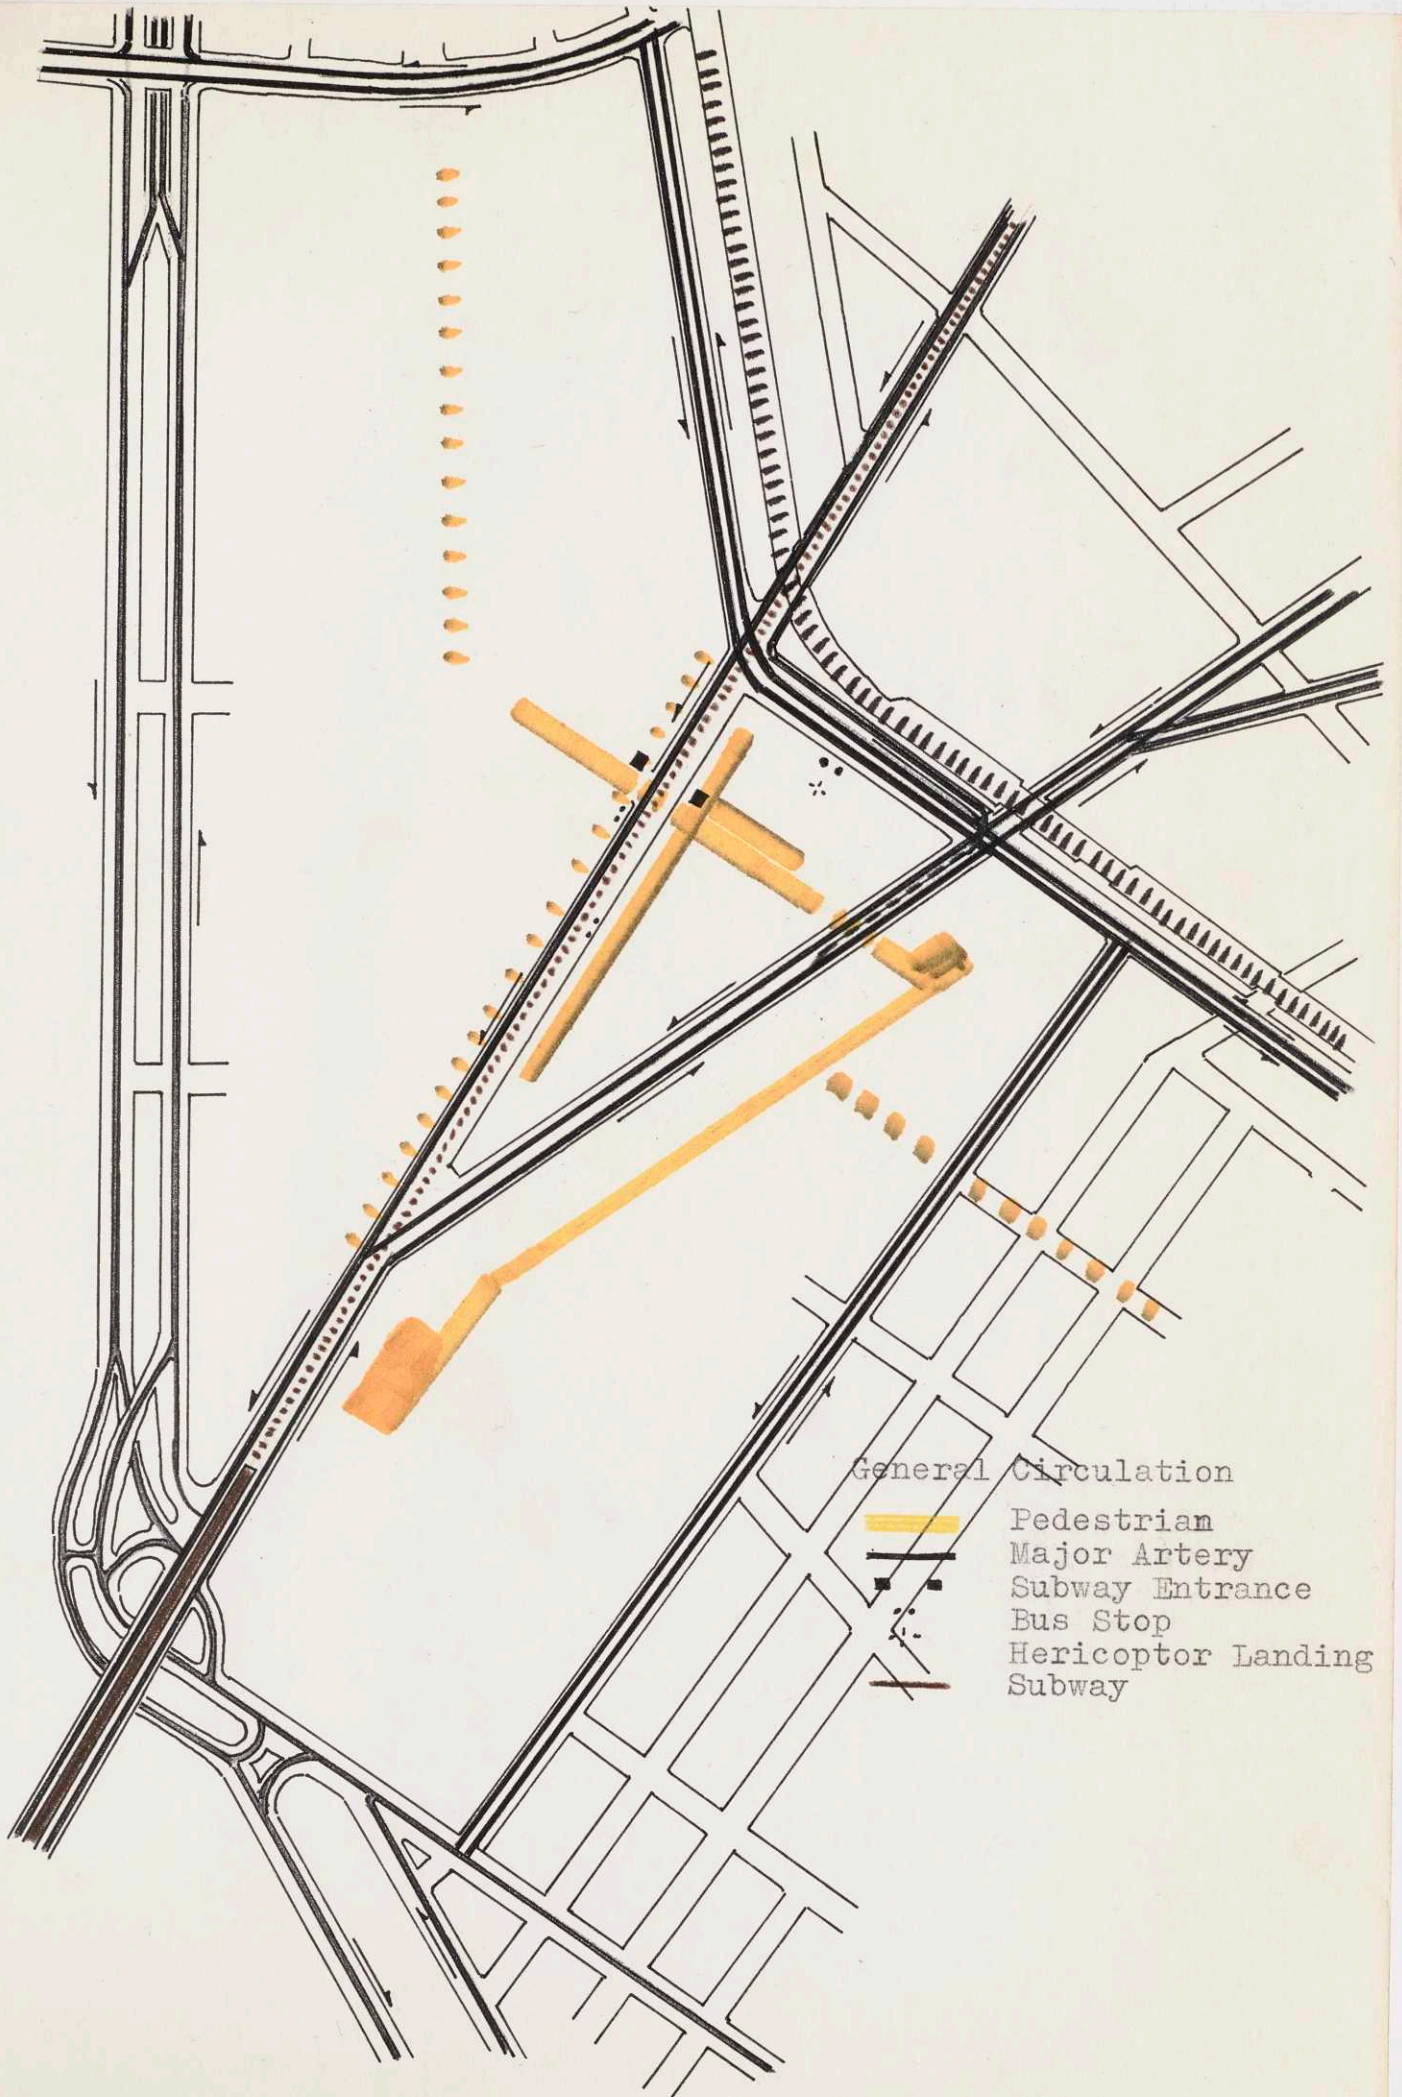 General Circulation
Pedestrian
Major Artery
Subway Entrance
Bus Stop
Hericoptor Landing
Subway